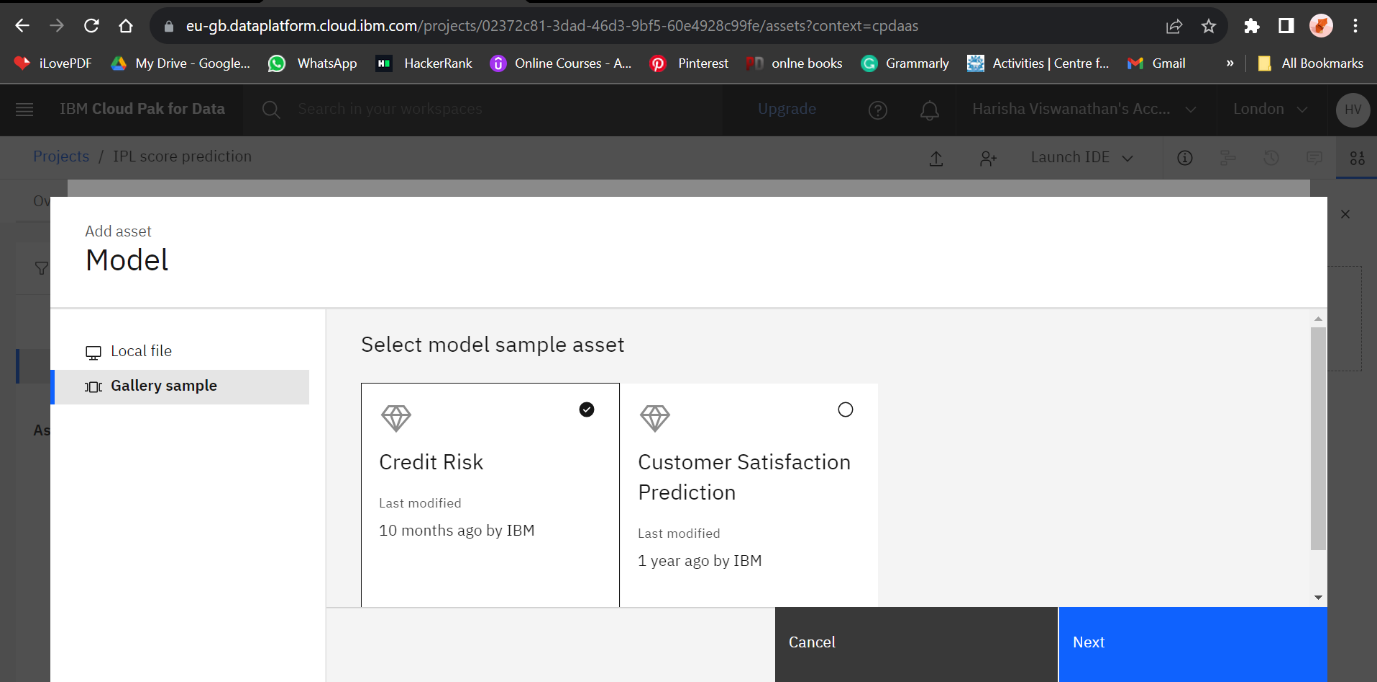 eu-gb.dataplatform.cloud.ibm.com/projects/02372c81-3dad-46d3-9bf5-60e4928c99fe/assets?context=cpdaas
iLovePDF My Drive - Google... WhatsApp HackerRank Online Courses - A... Pinterest onlne books Grammarly Activities | Centre f... Gmail » All Bookmarks
IBM Cloud Pak for Data Search in your workspaces Upgrade Harisha Viswanathan's Acc... London HV
Projects / IPL score prediction Launch IDE
Ov
Add asset
Model
Local file
Gallery sample
As
Select model sample asset
Credit Risk
Last modified
10 months ago by IBM
Customer Satisfaction
Prediction
Last modified
1 year ago by IBM
Cancel Next